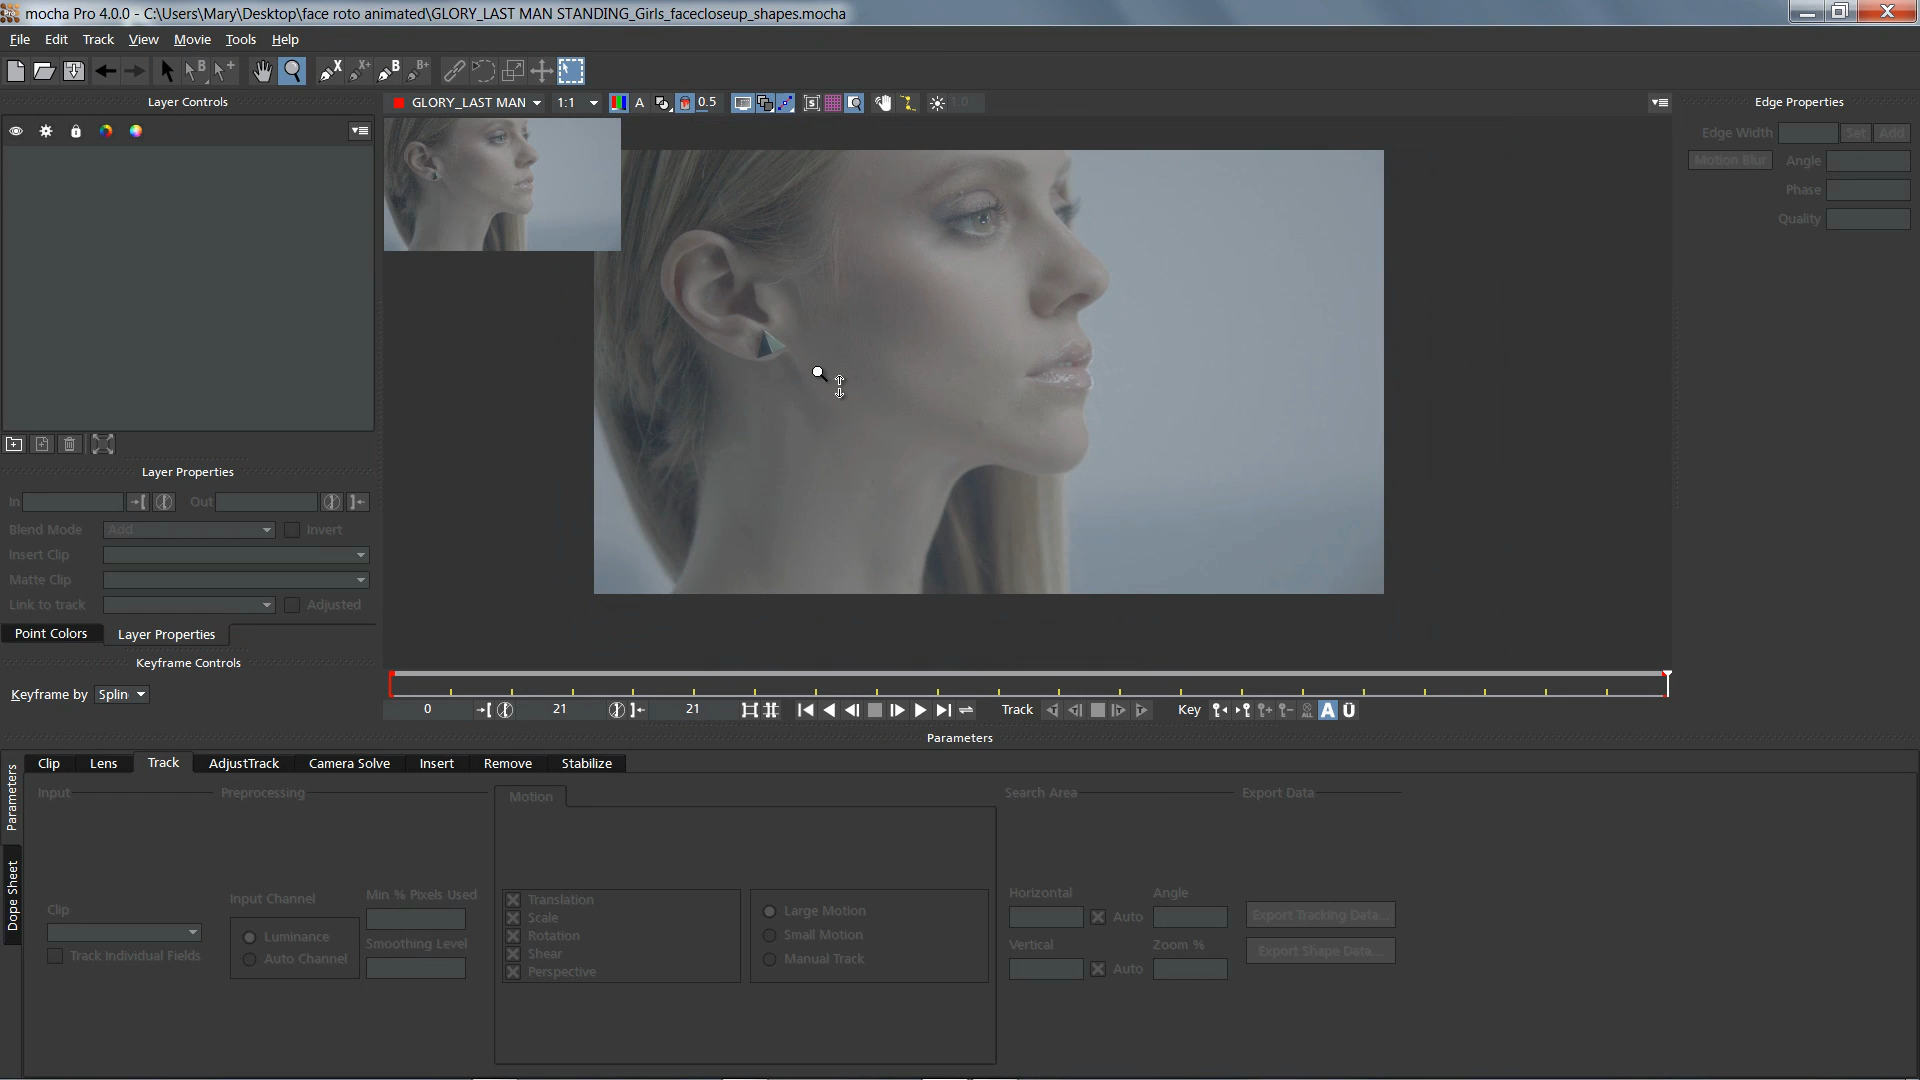 mocha Pro 4.0.0 - C:\Users\Mary\Desktop\face roto animated\GLORY_LAST MAN STANDING_Girls_facecloseup_shapes.mocha
File Edit Track View Movie Tools Help
Layer Controls
GLORY_LAST MAN 1:1 A 0.5 1.0
Edge Properties
Edge Width Set Add
Motion Blur Angle
Phase
Quality
Layer Properties
In Out
Blend Mode Add Invert
Insert Clip
Matte Clip
Link to track Adjusted
Point Colors Layer Properties
Keyframe Controls
Keyframe by Splin
0 21 21 Track Key ALL A Ü
Parameters
Parameters
Dope Sheet
Clip Lens Track AdjustTrack Camera Solve Insert Remove Stabilize
Input Preprocessing Motion Search Area Export Data
Clip
Track Individual Fields
Input Channel
Luminance
Auto Channel
Min % Pixels Used
Smoothing Level
Translation
Scale
Rotation
Shear
Perspective
Large Motion
Small Motion
Manual Track
Horizontal Angle
Auto
Vertical Zoom %
Auto
Export Tracking Data...
Export Shape Data...